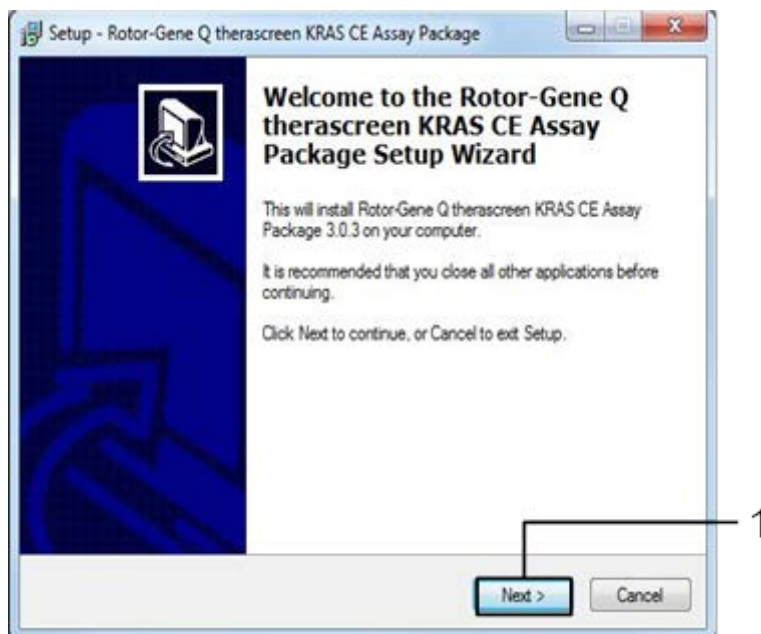 Setup - Rotor-Gene Q therascreen KRAS CE Assay Package
Welcome to the Rotor-Gene Q
therascreen KRAS CE Assay
Package Setup Wizard
This will install Rotor-Gene Q therascreen KRAS CE Assay
Package 3.0.3 on your computer.
It is recommended that you close all other applications before
continuing.
Click Next to continue, or Cancel to exit Setup.
1
Next >
Cancel